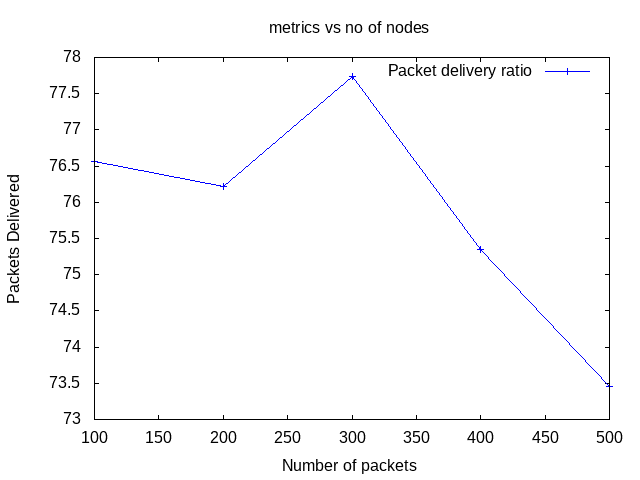 metrics vs no of nodes
Packet delivery ratio
78
77.5
77
76.5
76
75.5
75
74.5
74
73.5
73
Packets Delivered
100 150 200 250 300 350 400 450 500
Number of packets